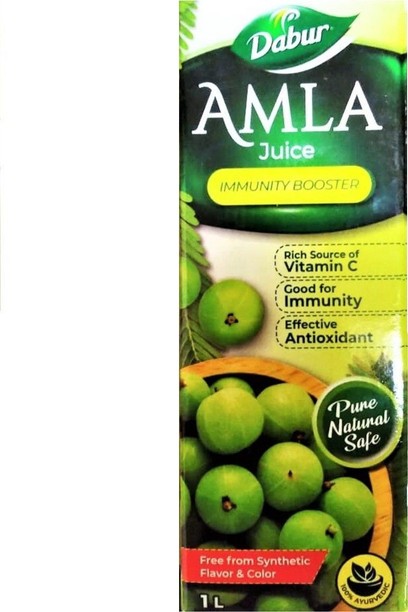 Dabur
AMLA
Juice
IMMUNITY BOOSTER
Rich Source of
Vitamin C
Good for
Immunity
Effective
Antioxidant
Pure
Natural
Safe
Free from Synthetic
Flavor & Color
1 L
100% AYURVEDIC